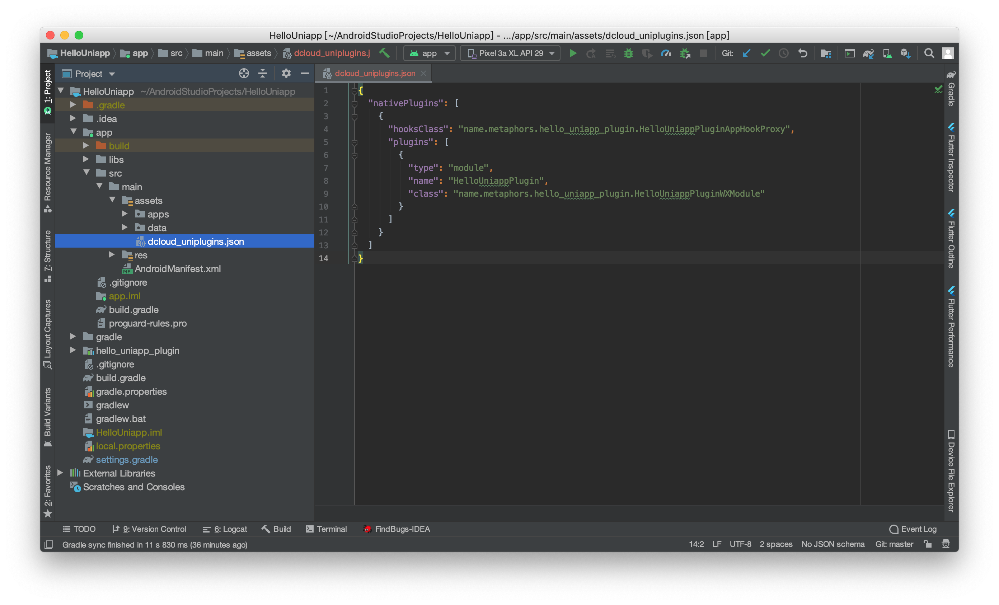 HelloUniapp [~/AndroidStudioProjects/HelloUniapp] - .../app/src/main/assets/dcloud_uniplugins.json [app]
HelloUniapp app src main assets dcloud_uniplugins.j app Pixel 3a XL API 29 Git:
Project
dcloud_uniplugins.json
1: Project
Resource Manager
7: Structure
Layout Captures
Build Variants
2: Favorites
HelloUniapp ~/AndroidStudioProjects/HelloUniapp
.gradle
.idea
app
build
libs
src
main
assets
apps
data
dcloud_uniplugins.json
res
AndroidManifest.xml
.gitignore
app.iml
build.gradle
proguard-rules.pro
gradle
hello_uniapp_plugin
.gitignore
build.gradle
gradle.properties
gradlew
gradlew.bat
HelloUniapp.iml
local.properties
settings.gradle
External Libraries
Scratches and Consoles
1 {
2 "nativePlugins": [
3 {
4 "hooksClass": "name.metaphors.hello_uniapp_plugin.HelloUniappPluginAppHookProxy",
5 "plugins": [
6 {
7 "type": "module",
8 "name": "HelloUniappPlugin",
9 "class": "name.metaphors.hello_uniapp_plugin.HelloUniappPluginWXModule"
10 }
11 ]
12 }
13 ]
14 }
Gradle
Flutter Inspector
Flutter Outline
Flutter Performance
Device File Explorer
TODO 9: Version Control 6: Logcat Build Terminal FindBugs-IDEA Event Log
Gradle sync finished in 11 s 830 ms (36 minutes ago) 14:2 LF UTF-8 2 spaces No JSON schema Git: master